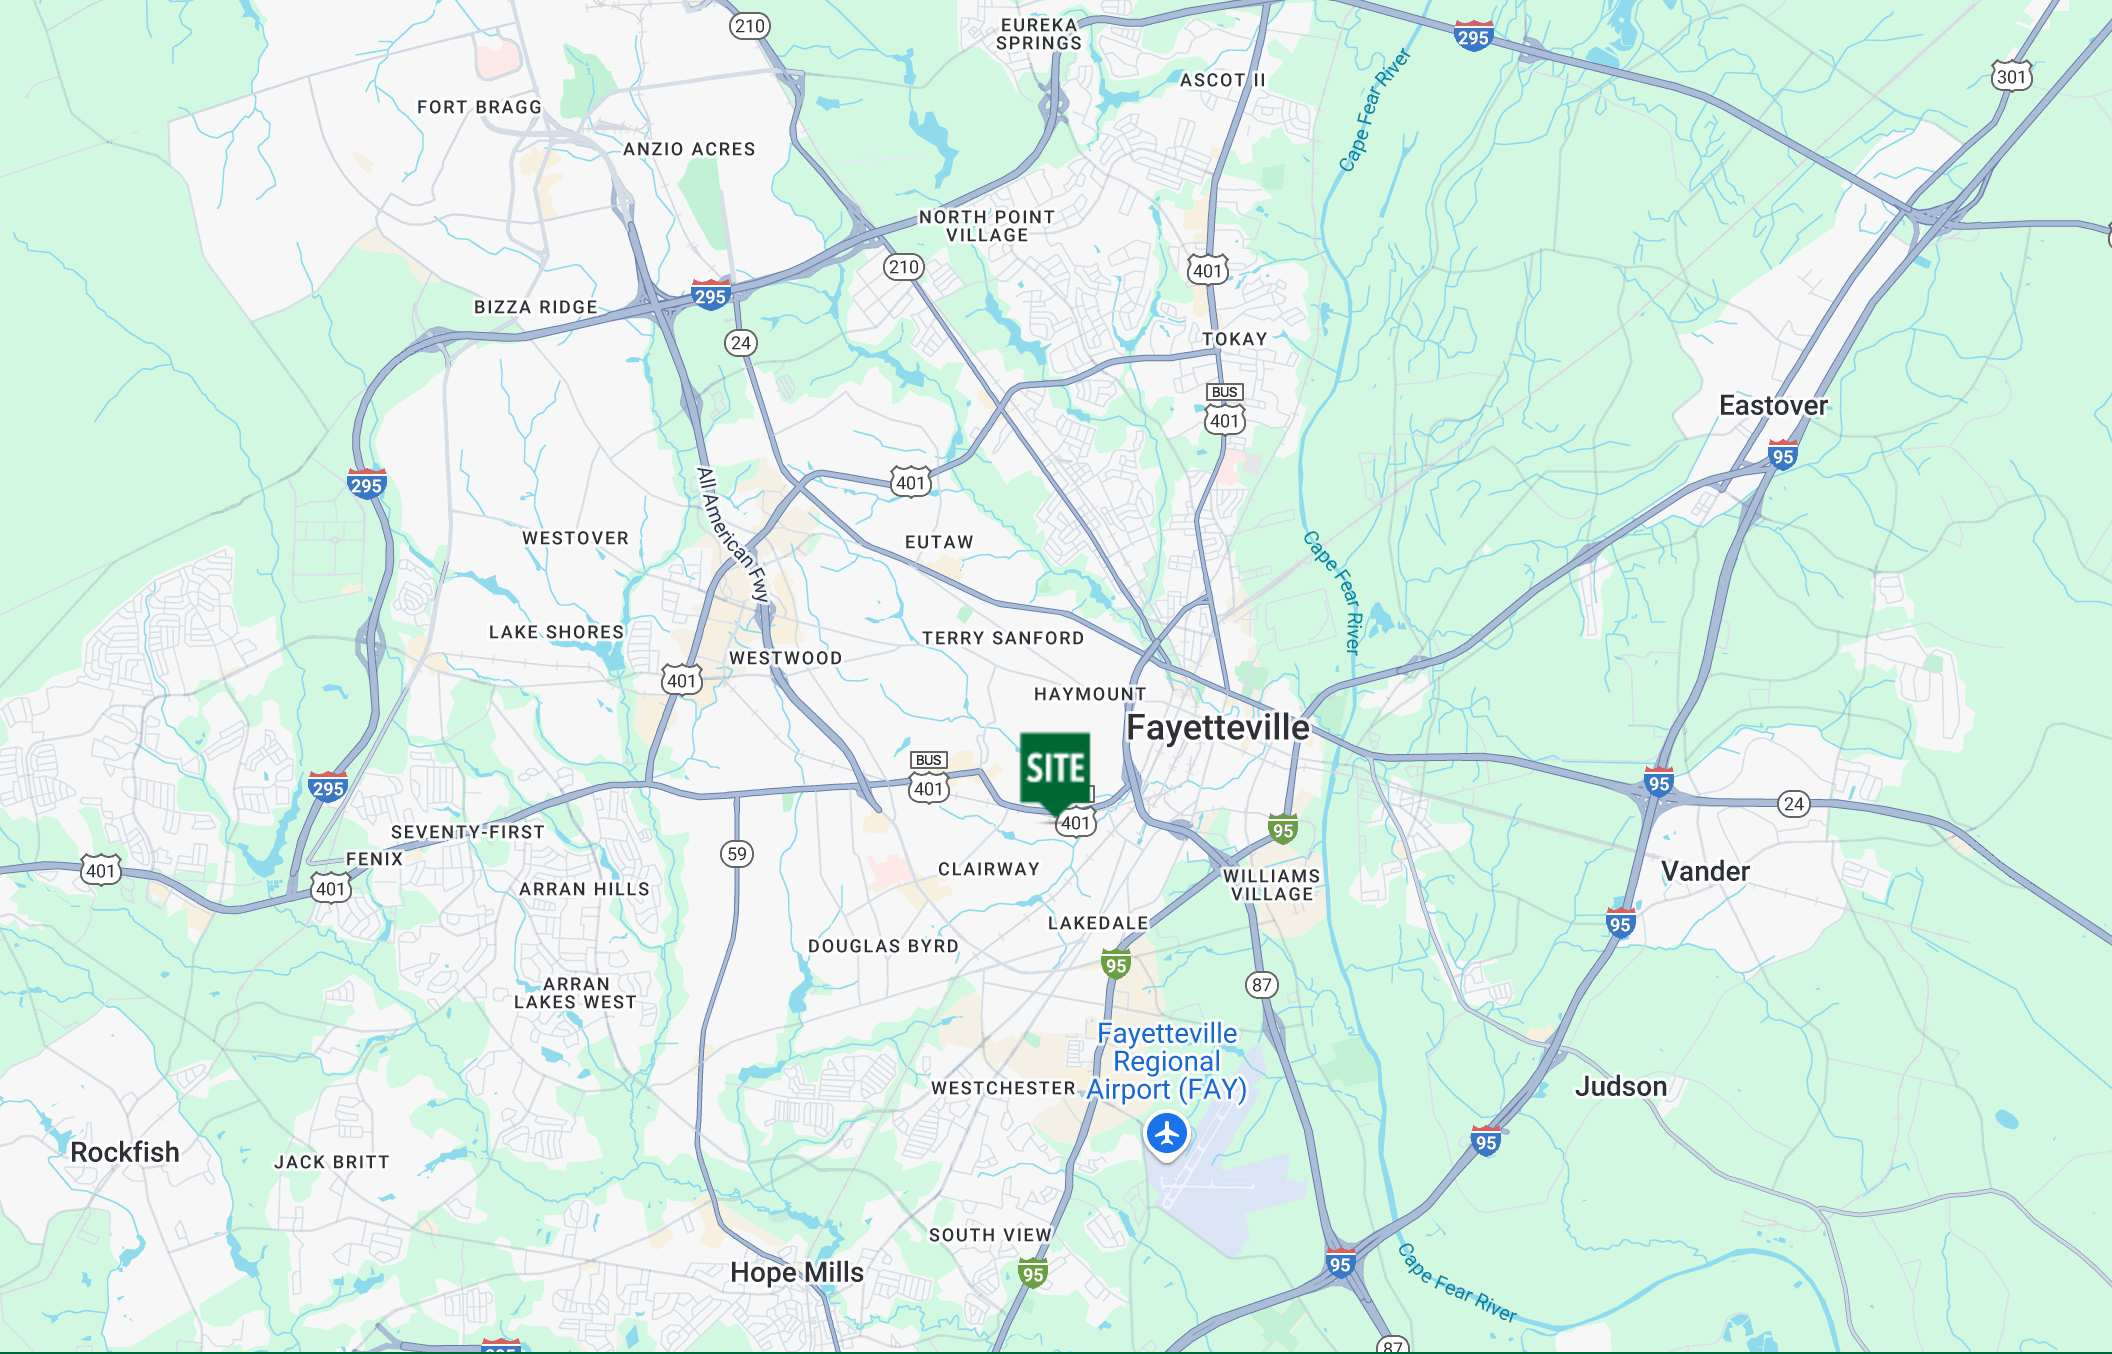 210
EUREKA
SPRINGS
295
301
ASCOT II
Cape Fear River
FORT BRAGG
ANZIO ACRES
NORTH POINT
VILLAGE
210
401
295
BIZZA RIDGE
24
TOKAY
BUS
401
Eastover
95
295
401
All American Fwy
WESTOVER
EUTAW
Cape Fear River
LAKE SHORES
TERRY SANFORD
WESTWOOD
401
HAYMOUNT
Fayetteville
SITE
BUS
401
295
95
24
401
SEVENTY-FIRST
95
59
FENIX
401
401
CLAIRWAY
Vander
WILLIAMS
VILLAGE
ARRAN HILLS
LAKEDALE
95
DOUGLAS BYRD
95
ARRAN
LAKES WEST
87
Fayetteville
Regional
Airport (FAY)
WESTCHESTER
Judson
95
Rockfish
JACK BRITT
SOUTH VIEW
Hope Mills
95
95
Cape Fear River
87